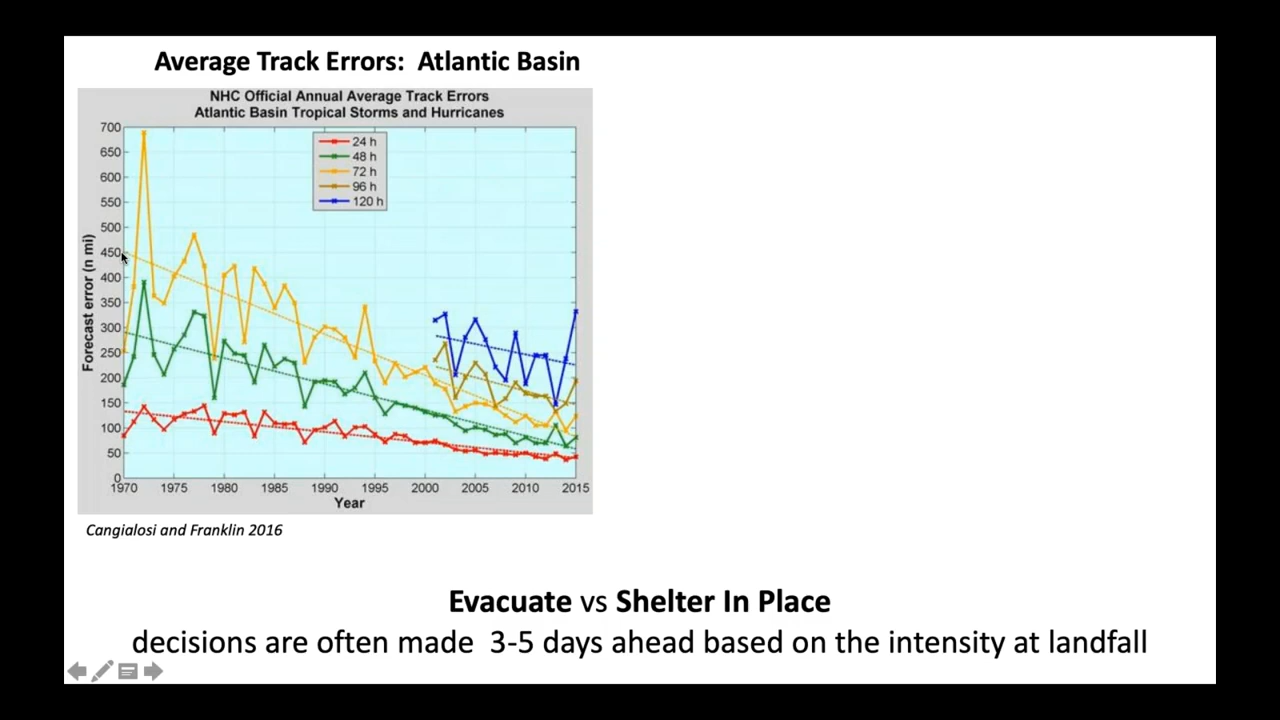 Average Track Errors: Atlantic Basin
NHC Official Annual Average Track Errors
Atlantic Basin Tropical Storms and Hurricanes
24 h
48 h
72 h
96 h
120 h
Forecast error (n mi)
700
650
600
550
500
450
400
350
300
250
200
150
100
50
0
1970 1975 1980 1985 1990 1995 2000 2005 2010 2015
Year
Cangialosi and Franklin 2016
Evacuate vs Shelter In Place
decisions are often made 3-5 days ahead based on the intensity at landfall